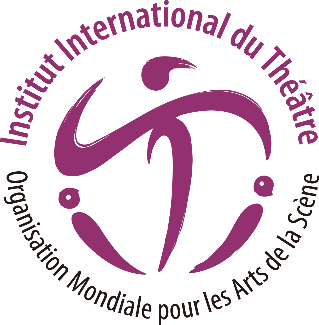 Institut International du Théâtre
Organisation Mondiale pour les Arts de la Scène